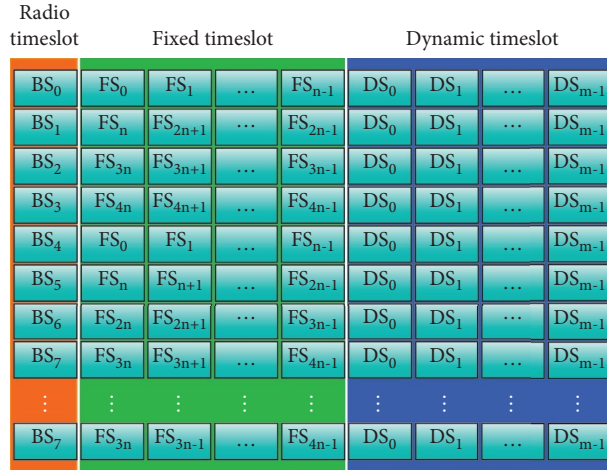 Radio timeslot Fixed timeslot Dynamic timeslot
BS₀ FS₀ FS₁ … FSₙ₋₁ DS₀ DS₁ … DSₘ₋₁
BS₁ FSₙ FS₂ₙ₊₁ … FS₂ₙ₋₁ DS₀ DS₁ … DSₘ₋₁
BS₂ FS₃ₙ FS₃ₙ₊₁ … FS₃ₙ₋₁ DS₀ DS₁ … DSₘ₋₁
BS₃ FS₄ₙ FS₄ₙ₊₁ … FS₄ₙ₋₁ DS₀ DS₁ … DSₘ₋₁
BS₄ FS₀ FS₁ … FSₙ₋₁ DS₀ DS₁ … DSₘ₋₁
BS₅ FSₙ FSₙ₊₁ … FS₂ₙ₋₁ DS₀ DS₁ … DSₘ₋₁
BS₆ FS₂ₙ FS₂ₙ₊₁ … FS₃ₙ₋₁ DS₀ DS₁ … DSₘ₋₁
BS₇ FS₃ₙ FS₃ₙ₊₁ … FS₄ₙ₋₁ DS₀ DS₁ … DSₘ₋₁
⋮ ⋮ ⋮ ⋮ ⋮ ⋮ ⋮ ⋮ ⋮
BS₇ FS₃ₙ FS₃ₙ₋₁ … FS₄ₙ₋₁ DS₀ DS₁ … DSₘ₋₁